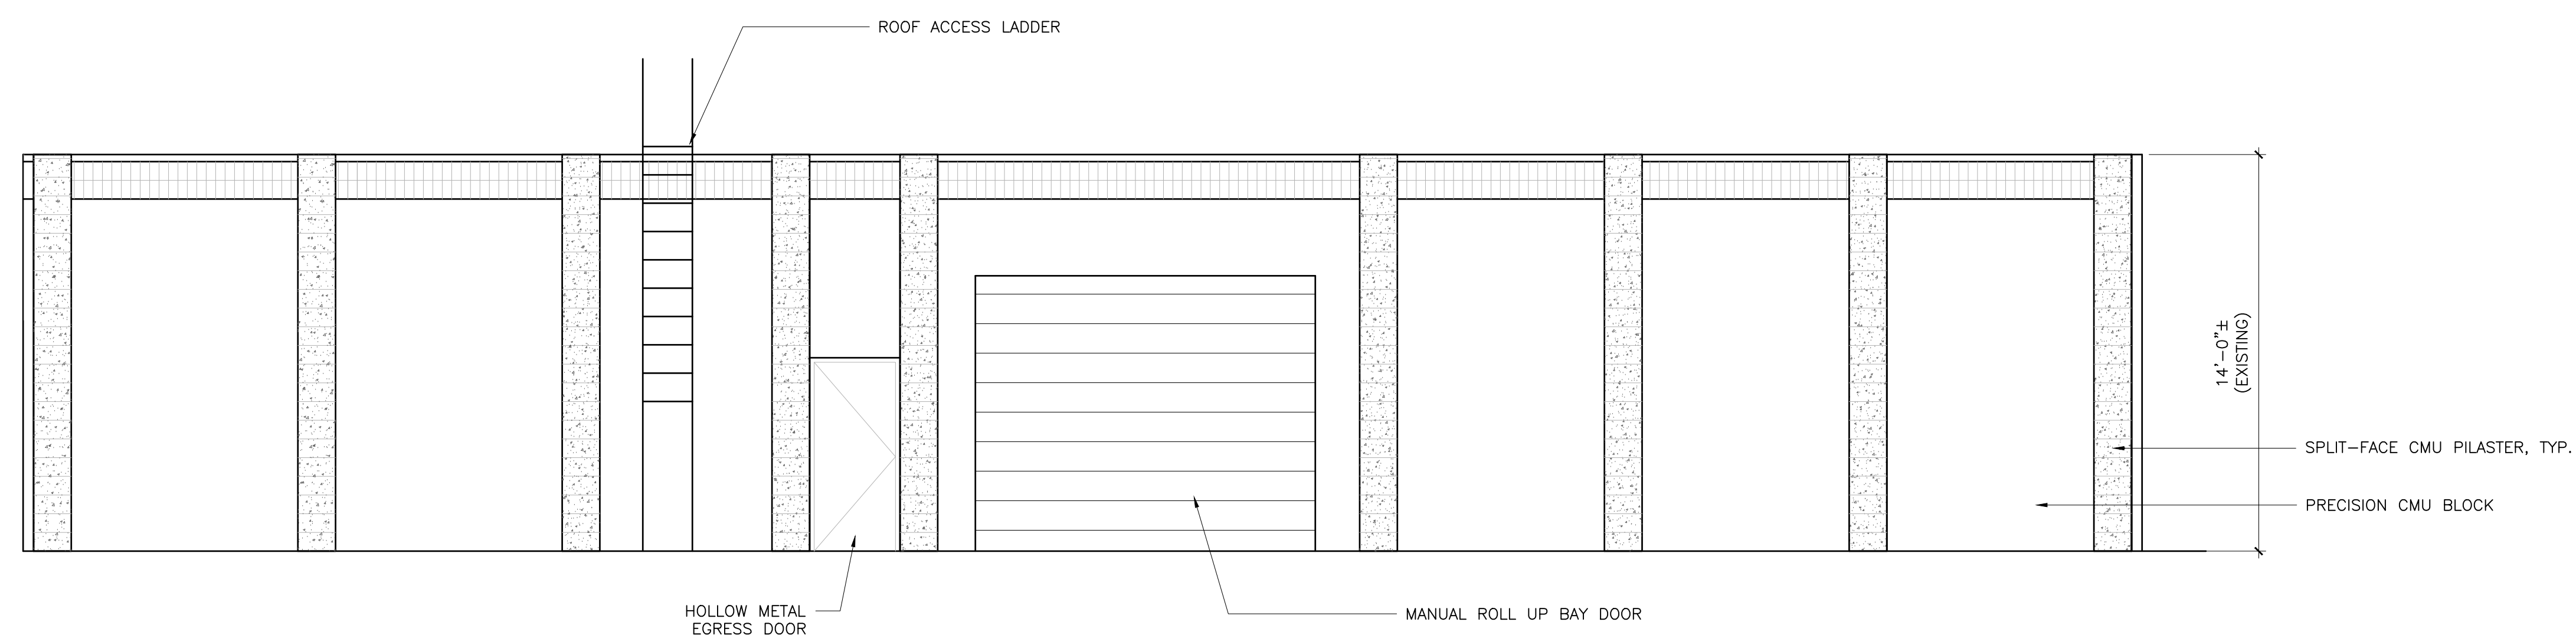 ROOF ACCESS LADDER
14'-0"±
(EXISTING)
SPLIT-FACE CMU PILASTER, TYP.
PRECISION CMU BLOCK
HOLLOW METAL
EGRESS DOOR
MANUAL ROLL UP BAY DOOR